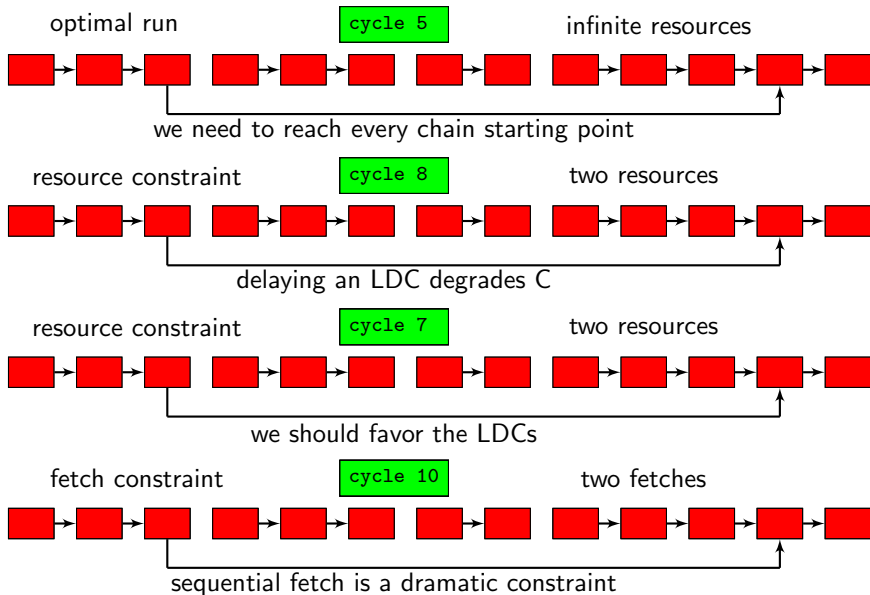 optimal run cycle 5 infinite resources
we need to reach every chain starting point
resource constraint cycle 8 two resources
delaying an LDC degrades C
resource constraint cycle 7 two resources
we should favor the LDCs
fetch constraint cycle 10 two fetches
sequential fetch is a dramatic constraint